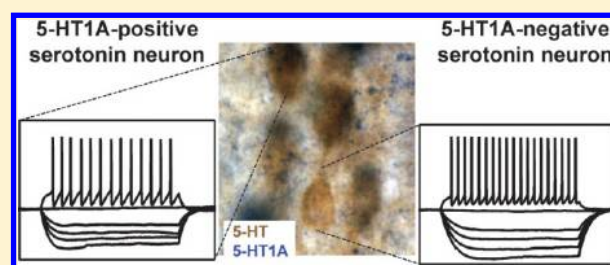 5-HT1A-positive
serotonin neuron
5-HT1A-negative
serotonin neuron
5-HT
5-HT1A